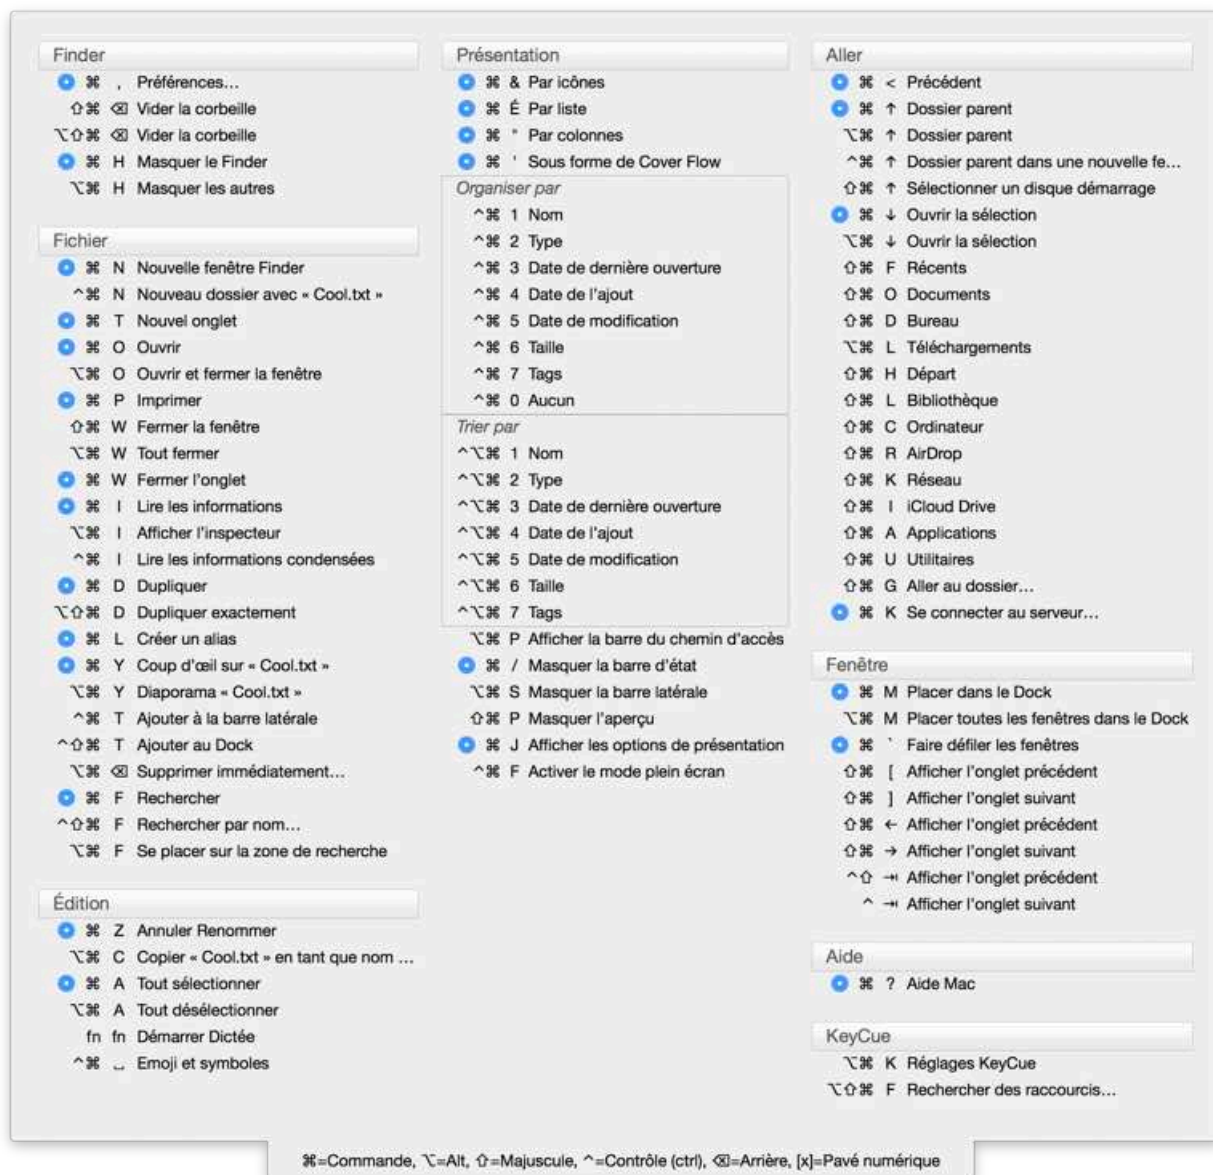 Finder
⌘ , Préférences…
⇧⌘ ⌫ Vider la corbeille
⌥⇧⌘ ⌫ Vider la corbeille
⌘ H Masquer le Finder
⌥⌘ H Masquer les autres
Fichier
⌘ N Nouvelle fenêtre Finder
^⌘ N Nouveau dossier avec « Cool.txt »
⌘ T Nouvel onglet
⌘ O Ouvrir
⌥⌘ O Ouvrir et fermer la fenêtre
⌘ P Imprimer
⇧⌘ W Fermer la fenêtre
⌥⌘ W Tout fermer
⌘ W Fermer l'onglet
⌘ I Lire les informations
⌥⌘ I Afficher l'inspecteur
^⌘ I Lire les informations condensées
⌘ D Dupliquer
⌥⇧⌘ D Dupliquer exactement
⌘ L Créer un alias
⌘ Y Coup d'œil sur « Cool.txt »
⌥⌘ Y Diaporama « Cool.txt »
^⌘ T Ajouter à la barre latérale
^⇧⌘ T Ajouter au Dock
⌥⌘ ⌫ Supprimer immédiatement…
⌘ F Rechercher
^⇧⌘ F Rechercher par nom…
⌥⌘ F Se placer sur la zone de recherche
Édition
⌘ Z Annuler Renommer
⌥⌘ C Copier « Cool.txt » en tant que nom …
⌘ A Tout sélectionner
⌥⌘ A Tout désélectionner
fn fn Démarrer Dictée
^⌘ ⎵ Emoji et symboles
Présentation
⌘ & Par icônes
⌘ É Par liste
⌘ " Par colonnes
⌘ ' Sous forme de Cover Flow
Organiser par
^⌘ 1 Nom
^⌘ 2 Type
^⌘ 3 Date de dernière ouverture
^⌘ 4 Date de l'ajout
^⌘ 5 Date de modification
^⌘ 6 Taille
^⌘ 7 Tags
^⌘ 0 Aucun
Trier par
^⌥⌘ 1 Nom
^⌥⌘ 2 Type
^⌥⌘ 3 Date de dernière ouverture
^⌥⌘ 4 Date de l'ajout
^⌥⌘ 5 Date de modification
^⌥⌘ 6 Taille
^⌥⌘ 7 Tags
⌥⌘ P Afficher la barre du chemin d'accès
⌘ / Masquer la barre d'état
⌥⌘ S Masquer la barre latérale
⇧⌘ P Masquer l'aperçu
⌘ J Afficher les options de présentation
^⌘ F Activer le mode plein écran
Aller
⌘ < Précédent
⌘ ↑ Dossier parent
⌥⌘ ↑ Dossier parent
^⌘ ↑ Dossier parent dans une nouvelle fe…
⇧⌘ ↑ Sélectionner un disque démarrage
⌘ ↓ Ouvrir la sélection
⌥⌘ ↓ Ouvrir la sélection
⇧⌘ F Récents
⇧⌘ O Documents
⇧⌘ D Bureau
⌥⌘ L Téléchargements
⇧⌘ H Départ
⇧⌘ L Bibliothèque
⇧⌘ C Ordinateur
⇧⌘ R AirDrop
⇧⌘ K Réseau
⇧⌘ I iCloud Drive
⇧⌘ A Applications
⇧⌘ U Utilitaires
⇧⌘ G Aller au dossier…
⌘ K Se connecter au serveur…
Fenêtre
⌘ M Placer dans le Dock
⌥⌘ M Placer toutes les fenêtres dans le Dock
⌘ ` Faire défiler les fenêtres
⇧⌘ [ Afficher l'onglet précédent
⇧⌘ ] Afficher l'onglet suivant
⇧⌘ ← Afficher l'onglet précédent
⇧⌘ → Afficher l'onglet suivant
^⇧ ⇥ Afficher l'onglet précédent
^ ⇥ Afficher l'onglet suivant
Aide
⌘ ? Aide Mac
KeyCue
⌥⌘ K Réglages KeyCue
⌥⇧⌘ F Rechercher des raccourcis…
⌘=Commande, ⌥=Alt, ⇧=Majuscule, ^=Contrôle (ctrl), ⌫=Arrière, [x]=Pavé numérique